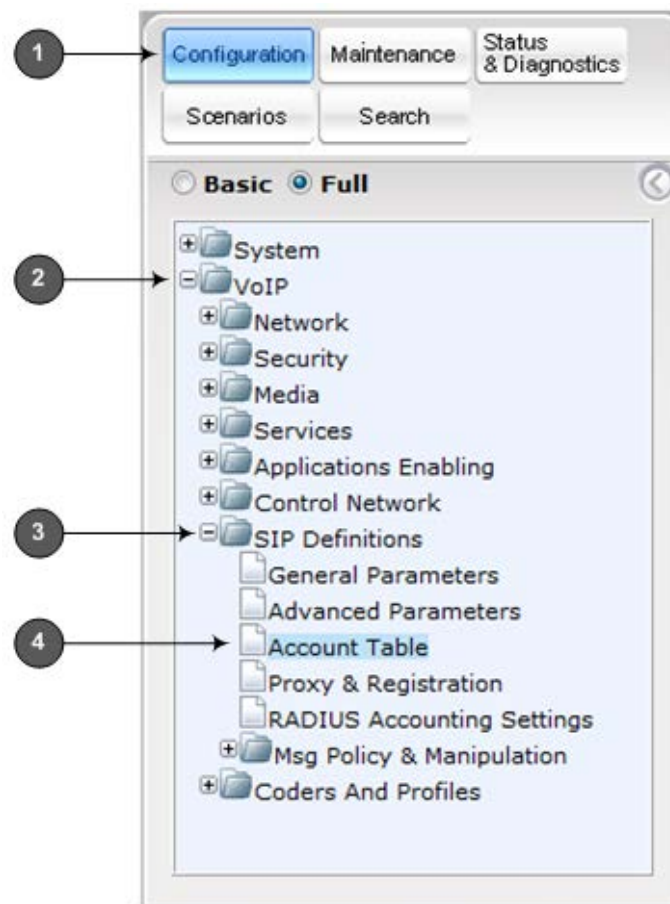 1
Configuration
Maintenance
Status
& Diagnostics
Scenarios
Search
Basic
Full
System
2
VoIP
Network
Security
Media
Services
Applications Enabling
Control Network
3
SIP Definitions
General Parameters
Advanced Parameters
4
Account Table
Proxy & Registration
RADIUS Accounting Settings
Msg Policy & Manipulation
Coders And Profiles